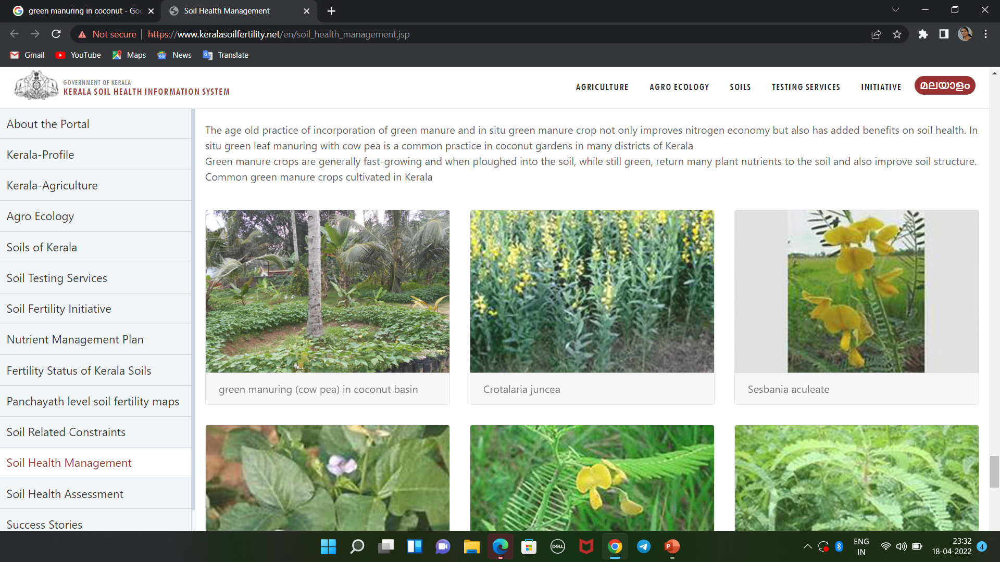 green manuring in coconut - Goo
Soil Health Management
Not secure | https://www.keralasoilfertility.net/en/soil_health_management.jsp
Gmail YouTube Maps News Translate
GOVERNMENT OF KERALA
KERALA SOIL HEALTH INFORMATION SYSTEM
AGRICULTURE AGRO ECOLOGY SOILS TESTING SERVICES INITIATIVE മലയാളം
About the Portal
Kerala-Profile
Kerala-Agriculture
Agro Ecology
Soils of Kerala
Soil Testing Services
Soil Fertility Initiative
Nutrient Management Plan
Fertility Status of Kerala Soils
Panchayath level soil fertility maps
Soil Related Constraints
Soil Health Management
Soil Health Assessment
Success Stories
The age old practice of incorporation of green manure and in situ green manure crop not only improves nitrogen economy but also has added benefits on soil health. In
situ green leaf manuring with cow pea is a common practice in coconut gardens in many districts of Kerala
Green manure crops are generally fast-growing and when ploughed into the soil, while still green, return many plant nutrients to the soil and also improve soil structure.
Common green manure crops cultivated in Kerala
green manuring (cow pea) in coconut basin
Crotalaria juncea
Sesbania aculeate
DELL
P
ENG
IN
23:32
18-04-2022
4